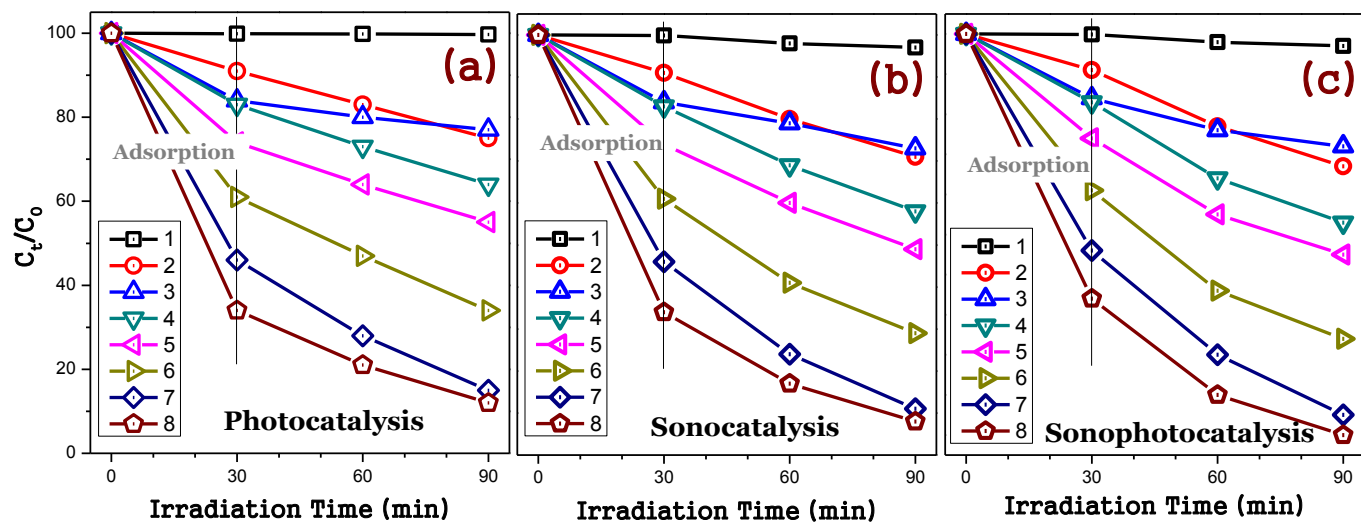 (a)
(b)
(c)
C_t/C_0
100
80
60
40
20
0
Adsorption
1
2
3
4
5
6
7
8
Photocatalysis
0 30 60 90
Irradiation Time (min)
Adsorption
1
2
3
4
5
6
7
8
Sonocatalysis
0 30 60 90
Irradiation Time (min)
Adsorption
1
2
3
4
5
6
7
8
Sonophotocatalysis
0 30 60 90
Irradiation Time (min)